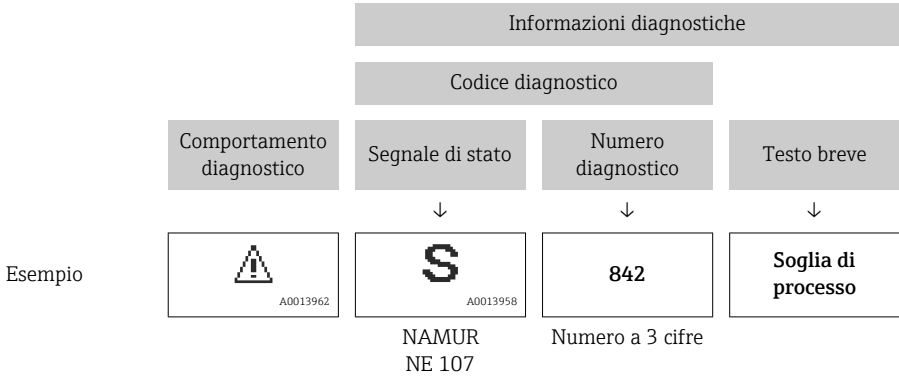 Informazioni diagnostiche
Codice diagnostico
Comportamento
diagnostico
Segnale di stato
Numero
diagnostico
Testo breve
↓ ↓ ↓
Esempio
A0013962
S
A0013958
842
Soglia di
processo
NAMUR
NE 107
Numero a 3 cifre